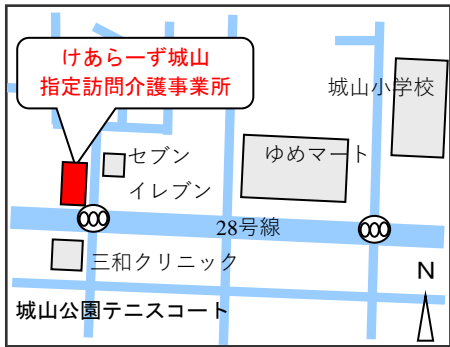 けあらーず城山
指定訪問介護事業所
城山小学校
セブン
イレブン
ゆめマート
28号線
三和クリニック
N
城山公園テニスコート